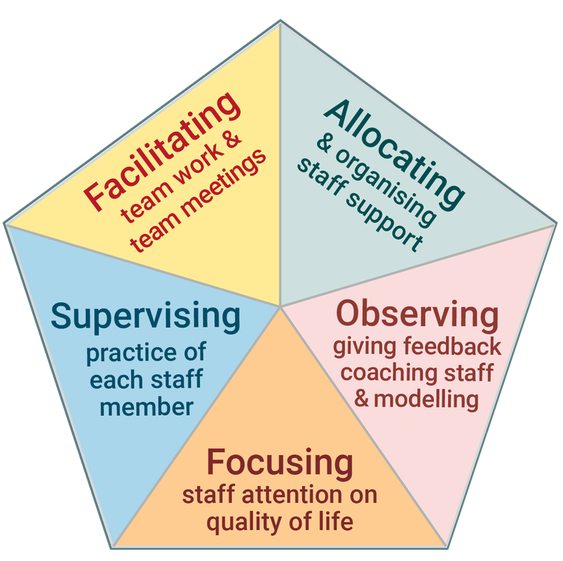 Facilitating
team work &
team meetings
Allocating
& organising
staff support
Supervising
practice of
each staff
member
Observing
giving feedback
coaching staff
& modelling
Focusing
staff attention on
quality of life